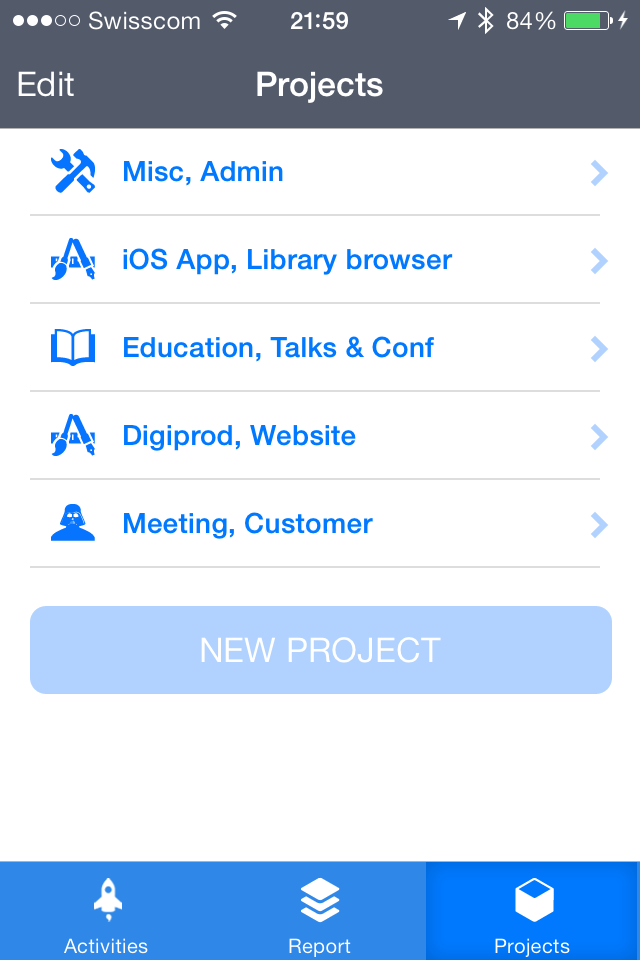 Swisscom 21:59 84%
Edit Projects
Misc, Admin
iOS App, Library browser
Education, Talks & Conf
Digiprod, Website
Meeting, Customer
NEW PROJECT
Activities Report Projects